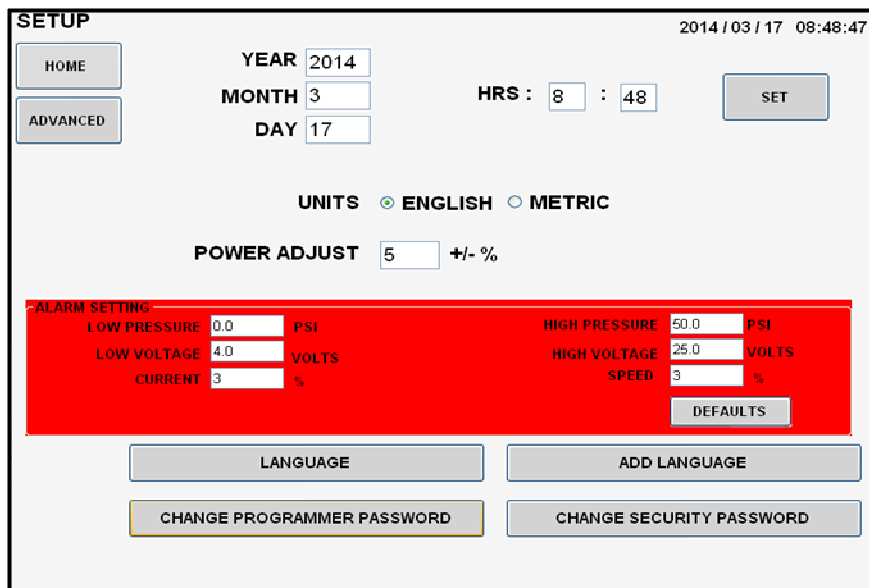 SETUP
2014 / 03 / 17 08:48:47
HOME
ADVANCED
YEAR 2014
MONTH 3
DAY 17
HRS : 8 : 48
SET
UNITS ENGLISH METRIC
POWER ADJUST 5 +/- %
ALARM SETTING
LOW PRESSURE 0.0 PSI
HIGH PRESSURE 50.0 PSI
LOW VOLTAGE 4.0 VOLTS
HIGH VOLTAGE 25.0 VOLTS
CURRENT 3 %
SPEED 3 %
DEFAULTS
LANGUAGE
ADD LANGUAGE
CHANGE PROGRAMMER PASSWORD
CHANGE SECURITY PASSWORD